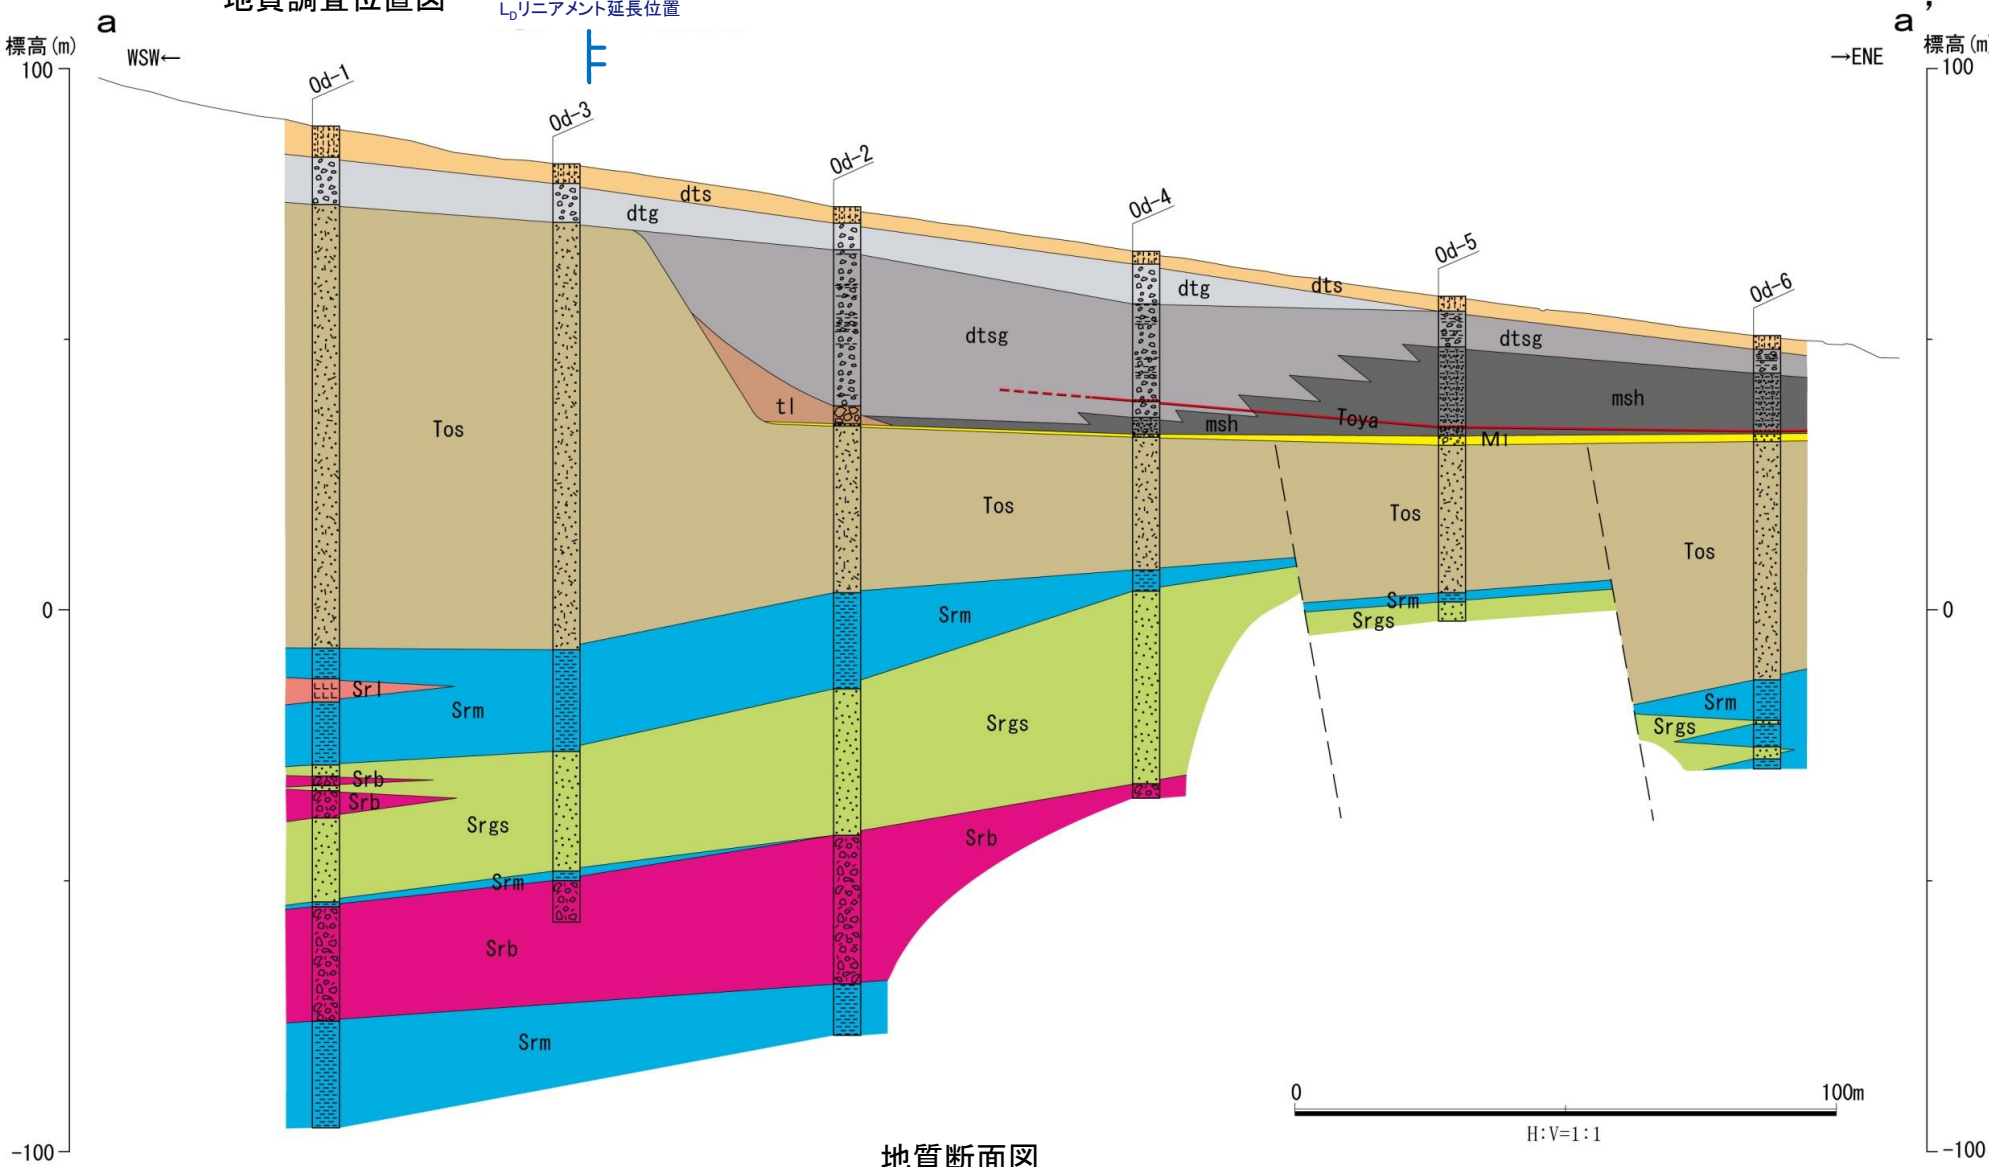 地質調査位置図
LDリニアメント延長位置
a
a'
標高(m)
標高(m)
WSW←
→ENE
100
100
Od-1
Od-3
Od-2
Od-4
Od-5
Od-6
dts
dtg
dtg
dts
dtsg
dtsg
tl
msh
Toya
msh
M1
Tos
Tos
Tos
Tos
0
0
Srm
Srm
Srgs
Srl
Srm
Srm
Srgs
Srgs
Srb
Srb
Srgs
Srb
Srm
Srb
Srm
0
100m
H:V=1:1
-100
-100
地質断面図